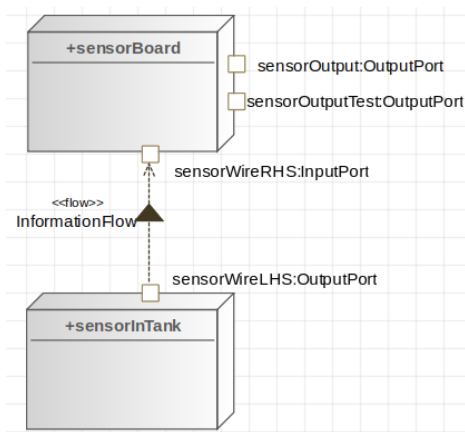 +sensorBoard
sensorOutput:OutputPort
sensorOutputTest:OutputPort
sensorWireRHS:InputPort
<<flow>>
InformationFlow
sensorWireLHS:OutputPort
+sensorInTank